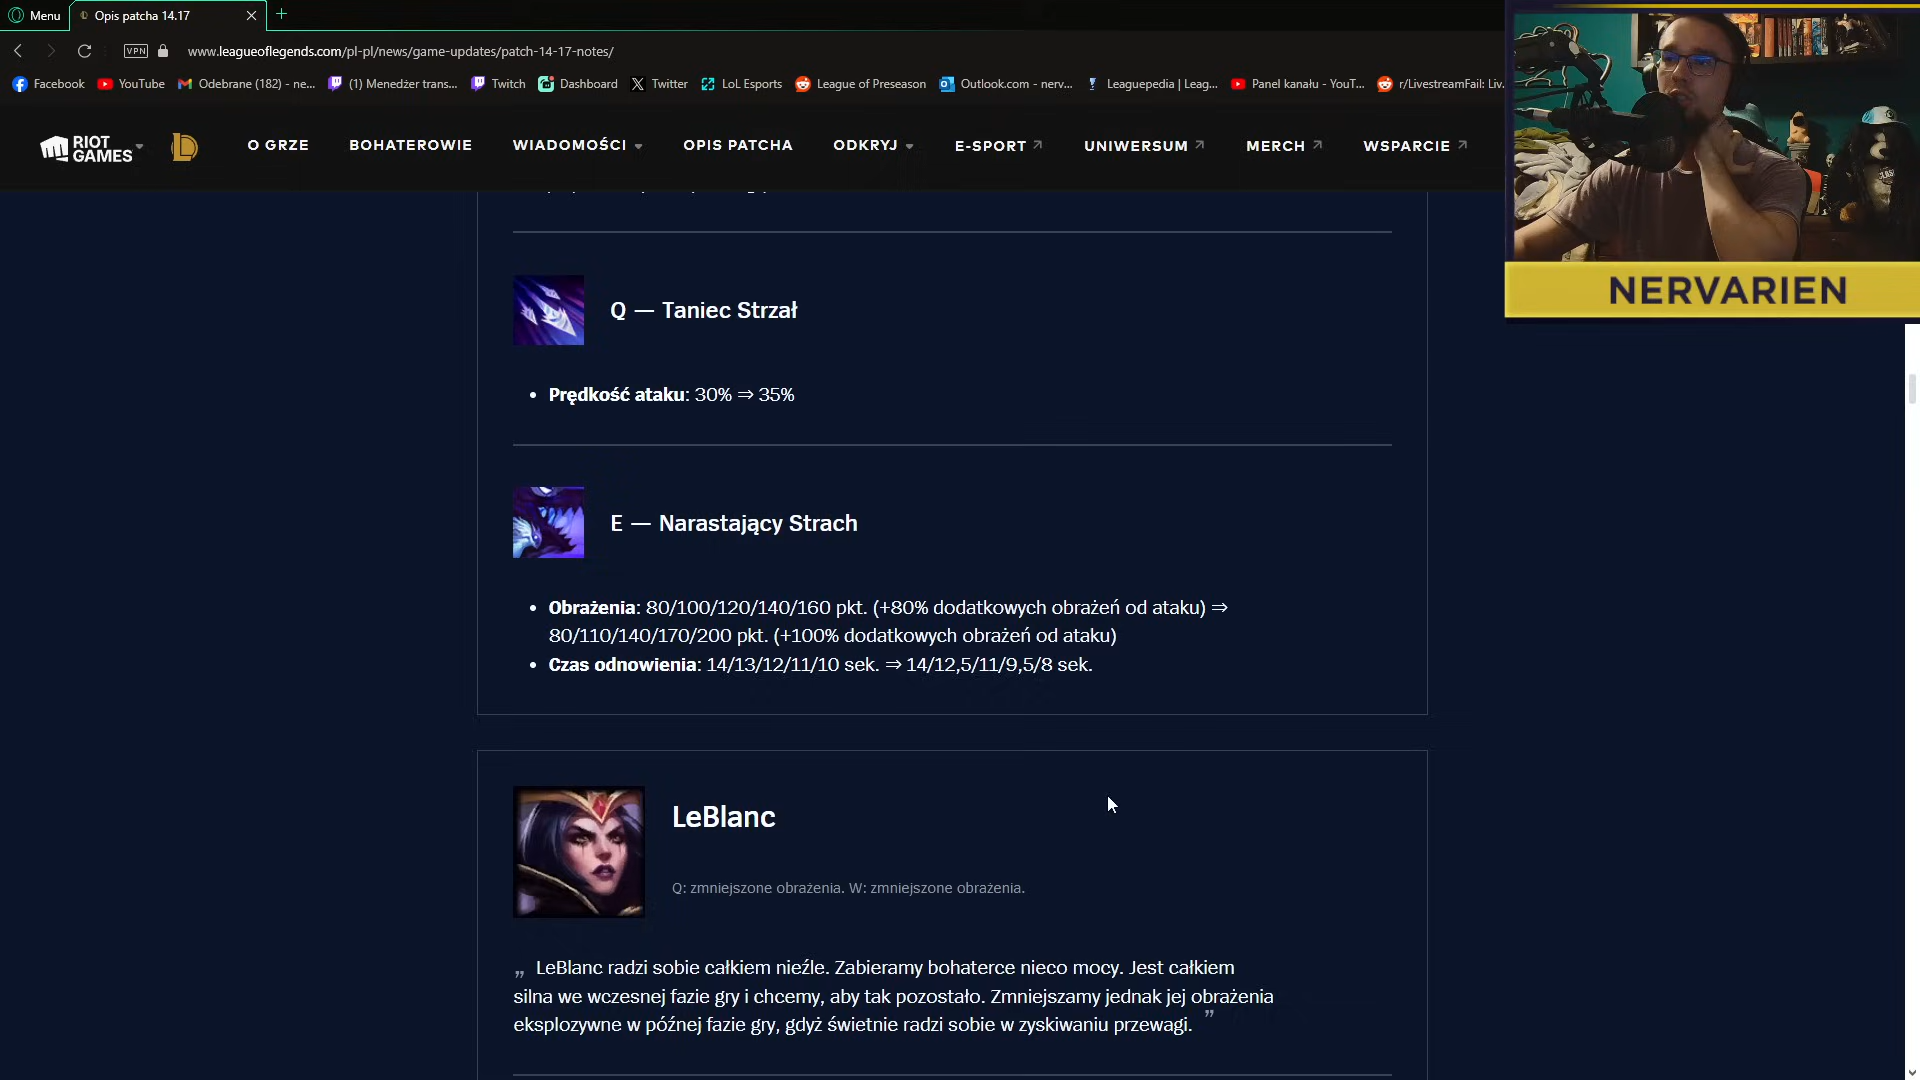 Menu
Opis patcha 14.17
VPN
www.leagueoflegends.com/pl-pl/news/game-updates/patch-14-17-notes/
Facebook
YouTube
Odebrane (182) - ne...
(1) Menedżer trans...
Twitch
Dashboard
Twitter
LoL Esports
League of Preseason
Outlook.com - nerv...
Leaguepedia | Leag...
Panel kanału - YouT...
r/LivestreamFail: Liv...
RIOT GAMES
O GRZE
BOHATEROWIE
WIADOMOŚCI
OPIS PATCHA
ODKRYJ
E-SPORT
UNIWERSUM
MERCH
WSPARCIE
NERVARIEN
Q — Taniec Strzał
• Prędkość ataku: 30% ⇒ 35%
E — Narastający Strach
• Obrażenia: 80/100/120/140/160 pkt. (+80% dodatkowych obrażeń od ataku) ⇒
80/110/140/170/200 pkt. (+100% dodatkowych obrażeń od ataku)
• Czas odnowienia: 14/13/12/11/10 sek. ⇒ 14/12,5/11/9,5/8 sek.
LeBlanc
Q: zmniejszone obrażenia. W: zmniejszone obrażenia.
„ LeBlanc radzi sobie całkiem nieźle. Zabieramy bohaterce nieco mocy. Jest całkiem
silna we wczesnej fazie gry i chcemy, aby tak pozostało. Zmniejszamy jednak jej obrażenia
eksplozywne w późnej fazie gry, gdyż świetnie radzi sobie w zyskiwaniu przewagi. ”